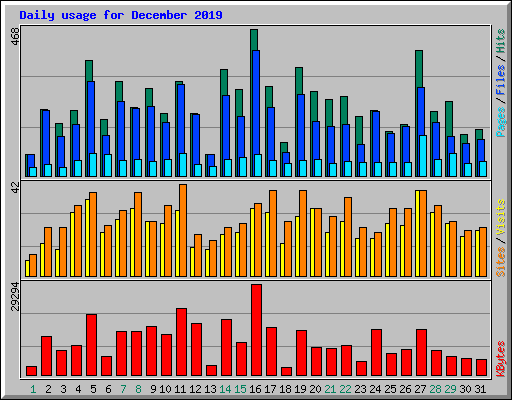 Daily usage for December 2019
468
Pages / Files / Hits
42
Sites / Visits
29294
KBytes
1 2 3 4 5 6 7 8 9 10 11 12 13 14 15 16 17 18 19 20 21 22 23 24 25 26 27 28 29 30 31